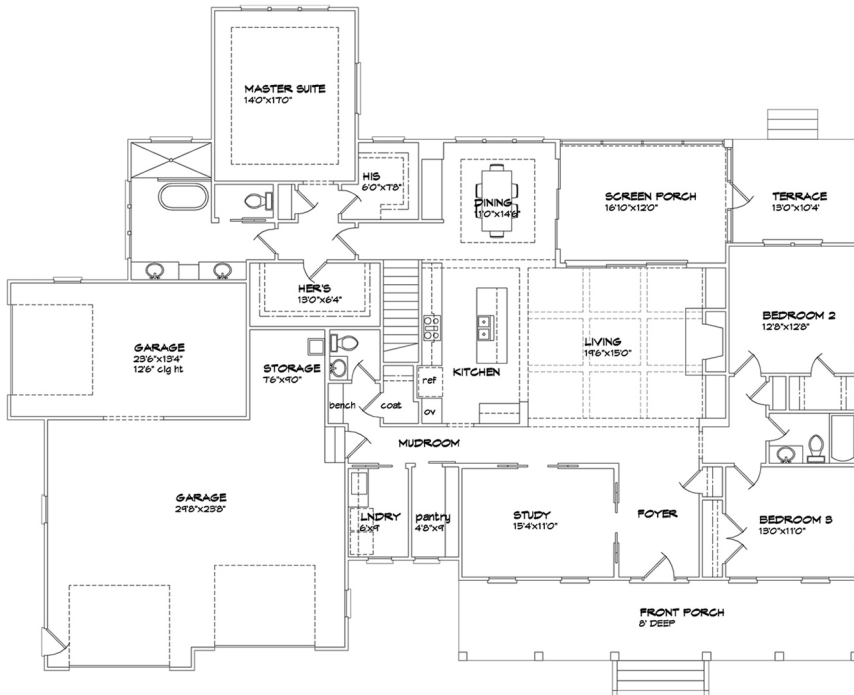 MASTER SUITE
14'0"x17'0"
HIS
6'0"x7'8"
DINING
11'0"x14'6"
SCREEN PORCH
16'10"x12'0"
TERRACE
13'0"x10'4"
HER'S
13'0"x6'4"
GARAGE
23'6"x13'4"
12'6" clg ht
STORAGE
7'6"x9'0"
KITCHEN
LIVING
19'6"x15'0"
BEDROOM 2
12'8"x12'8"
ref
bench
coat
ov
MUDROOM
GARAGE
29'8"x23'8"
LNDRY
6'x9'
pantry
4'8"x9'
STUDY
15'4"x11'0"
FOYER
BEDROOM 3
13'0"x11'0"
FRONT PORCH
8' DEEP